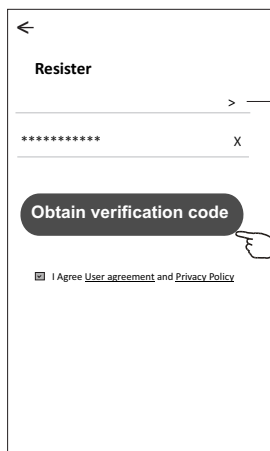 Resister
>
*********** X
Obtain verification code
I Agree User agreement and Privacy Policy